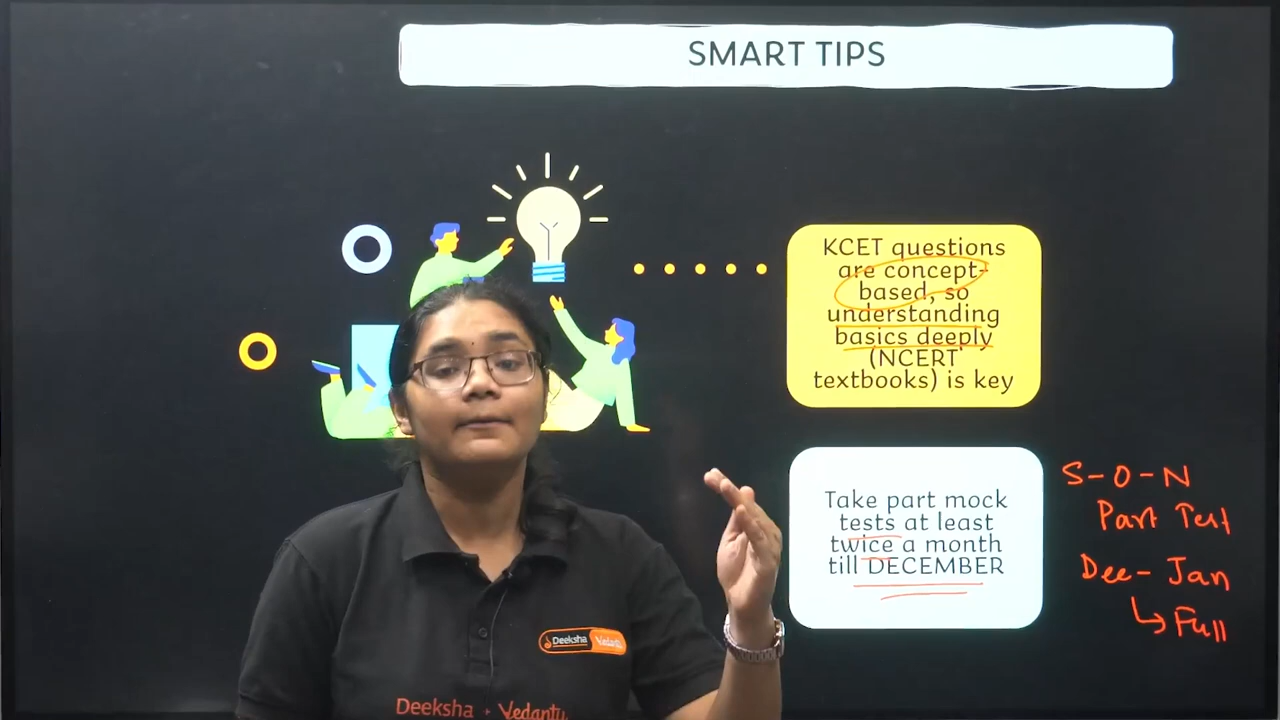 SMART TIPS
KCET questions
are concept-
based, so
understanding
basics deeply
(NCERT
textbooks) is key
Take part mock
tests at least
twice a month
till DECEMBER
S-O-N
Part Test
Dec- Jan
↳ Full
Deeksha Vedantu
Deeksha Vedantu